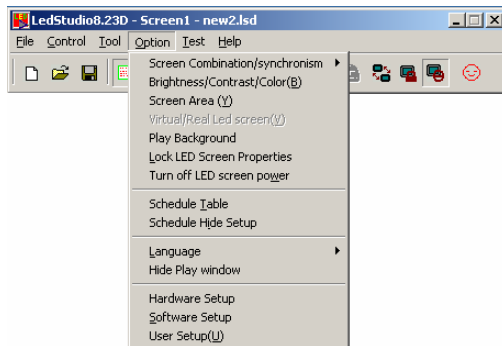 LedStudio8.23D - Screen1 - new2.lsd
File Control Tool Option Test Help
Screen Combination/synchronism
Brightness/Contrast/Color(B)
Screen Area (Y)
Virtual/Real Led screen(V)
Play Background
Lock LED Screen Properties
Turn off LED screen power
Schedule Table
Schedule Hide Setup
Language
Hide Play window
Hardware Setup
Software Setup
User Setup(U)